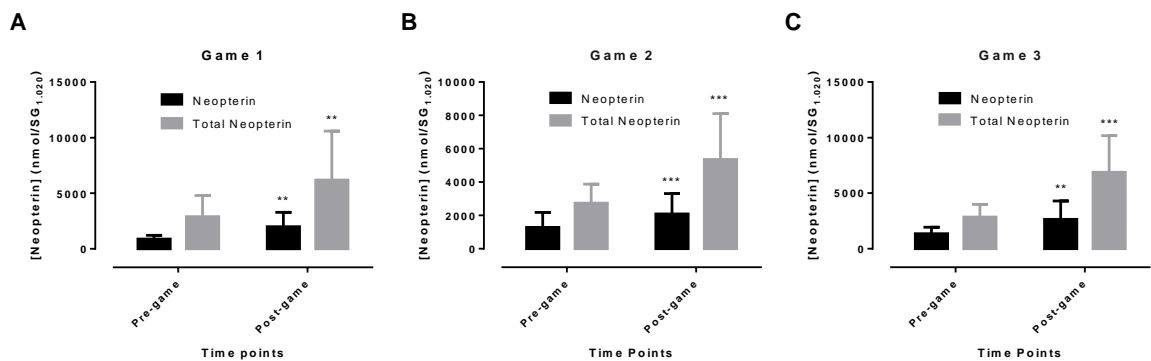 A
Game 1
[Neopterin] (nmol/SG1.020)
15000
10000
5000
0
Neopterin
Total Neopterin
**
**
Pre-game
Post-game
Time points
B
Game 2
[Neopterin] (nmol/SG1.020)
10000
8000
6000
4000
2000
0
Neopterin
Total Neopterin
***
***
Pre-game
Post-game
Time Points
C
Game 3
[Neopterin] (nmol/SG1.020)
15000
10000
5000
0
Neopterin
Total Neopterin
**
***
Pre-game
Post-game
Time Points